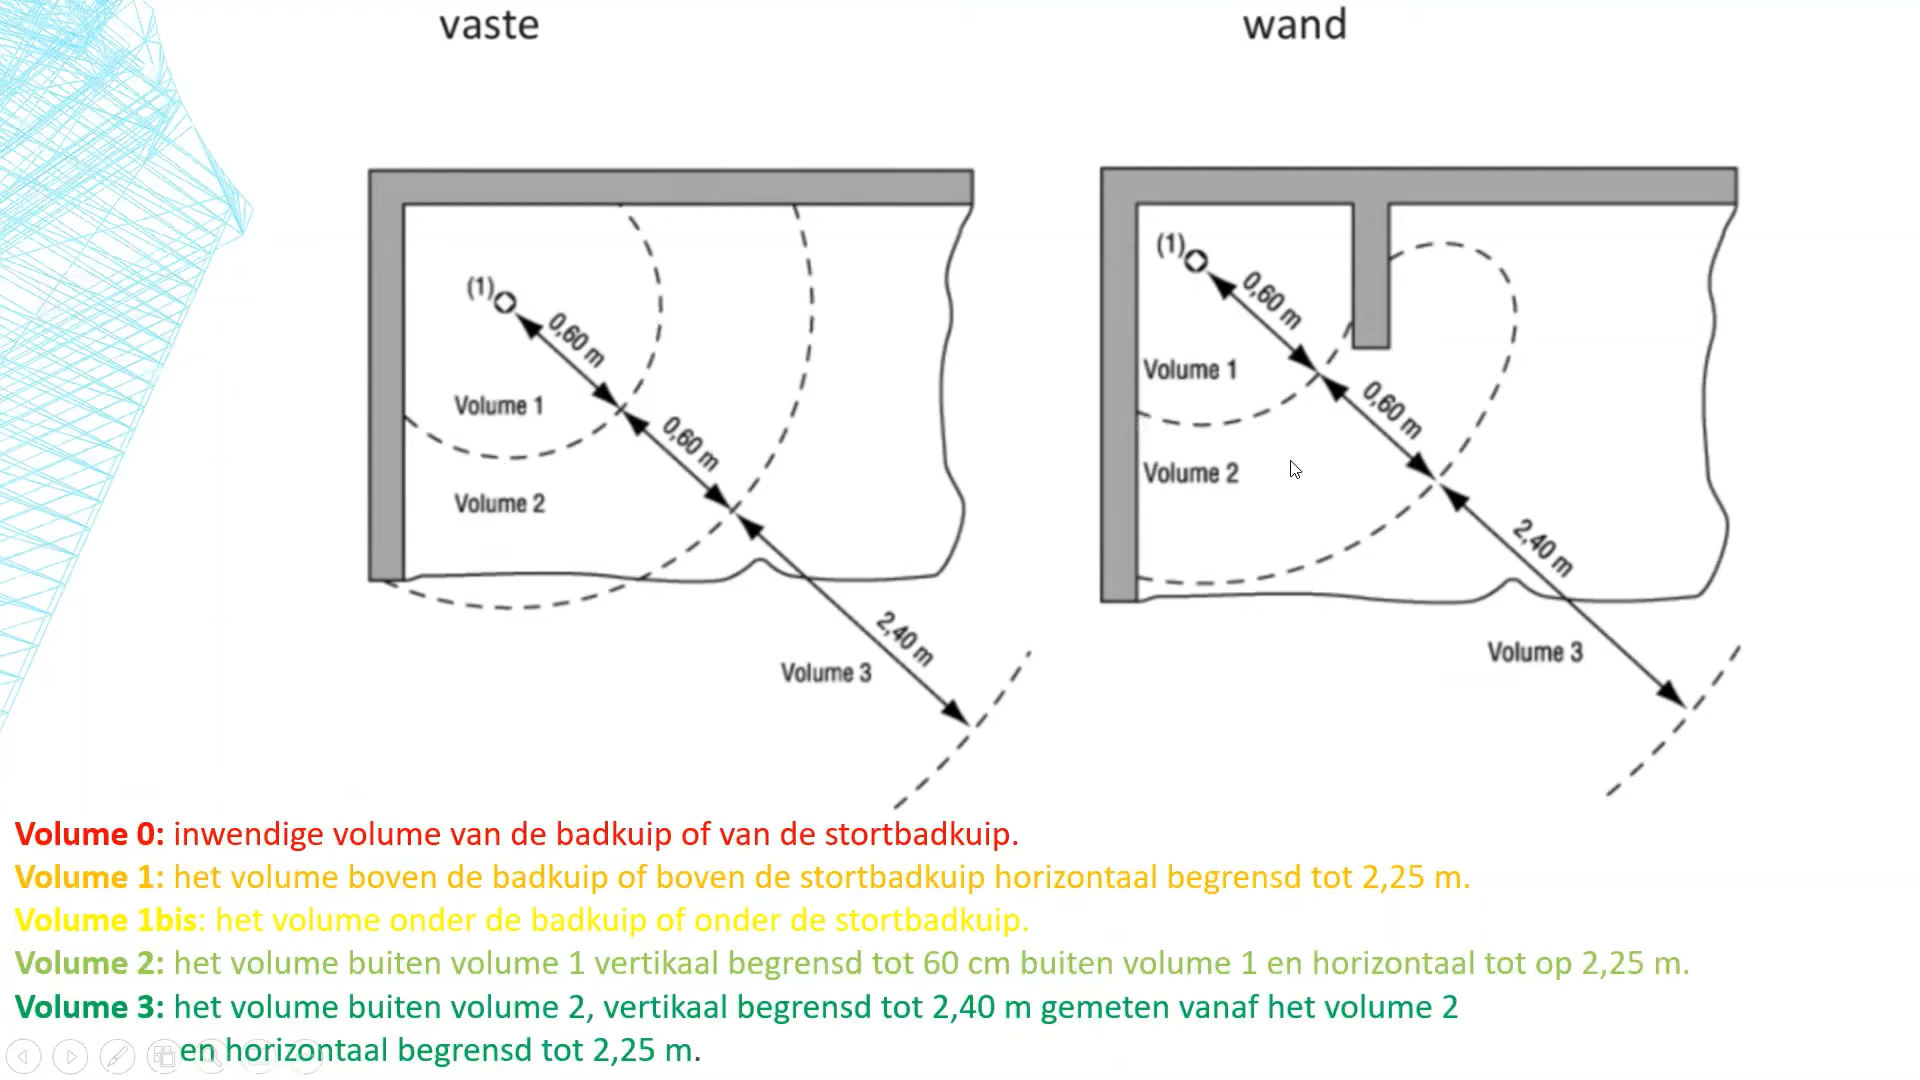 vaste
wand
(1)
0,60 m
Volume 1
0,60 m
Volume 2
2,40 m
Volume 3
(1)
0,60 m
Volume 1
0,60 m
Volume 2
2,40 m
Volume 3
Volume 0: inwendige volume van de badkuip of van de stortbadkuip.
Volume 1: het volume boven de badkuip of boven de stortbadkuip horizontaal begrensd tot 2,25 m.
Volume 1bis: het volume onder de badkuip of onder de stortbadkuip.
Volume 2: het volume buiten volume 1 vertikaal begrensd tot 60 cm buiten volume 1 en horizontaal tot op 2,25 m.
Volume 3: het volume buiten volume 2, vertikaal begrensd tot 2,40 m gemeten vanaf het volume 2
en horizontaal begrensd tot 2,25 m.